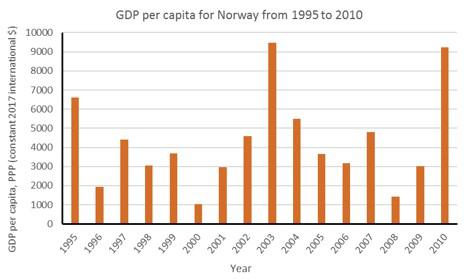 GDP per capita for Norway from 1995 to 2010
GDP per capita, PPP (constant 2017 international $)
10000
9000
8000
7000
6000
5000
4000
3000
2000
1000
0
1995 1996 1997 1998 1999 2000 2001 2002 2003 2004 2005 2006 2007 2008 2009 2010
Year